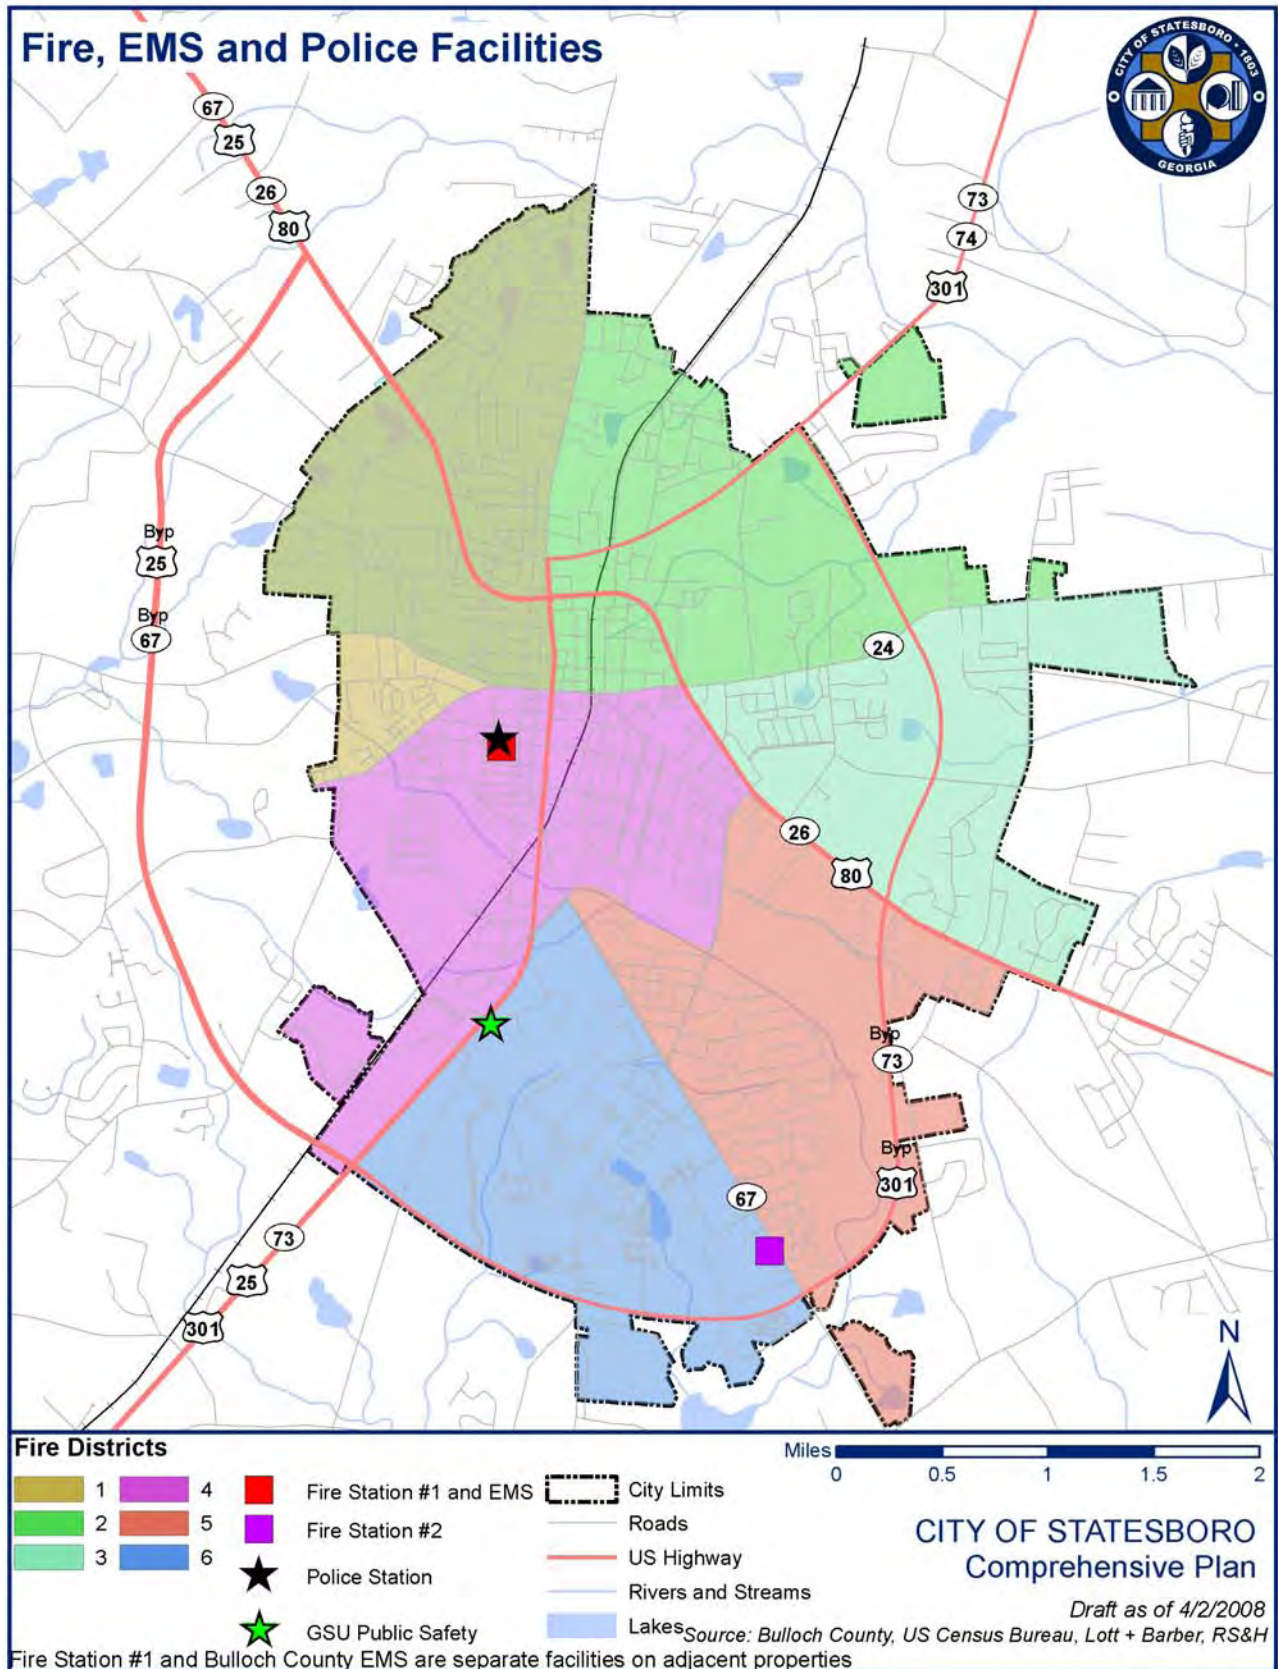 Fire, EMS and Police Facilities
CITY OF STATESBORO • 1803
GEORGIA
67
25
26
80
73
74
301
Byp
25
Byp
67
24
26
80
Byp
73
Byp
301
67
73
25
301
N
Fire Districts
1
4
2
5
3
6
Fire Station #1 and EMS
Fire Station #2
Police Station
GSU Public Safety
City Limits
Roads
US Highway
Rivers and Streams
Lakes
Miles
0 0.5 1 1.5 2
CITY OF STATESBORO
Comprehensive Plan
Draft as of 4/2/2008
Source: Bulloch County, US Census Bureau, Lott + Barber, RS&H
Fire Station #1 and Bulloch County EMS are separate facilities on adjacent properties